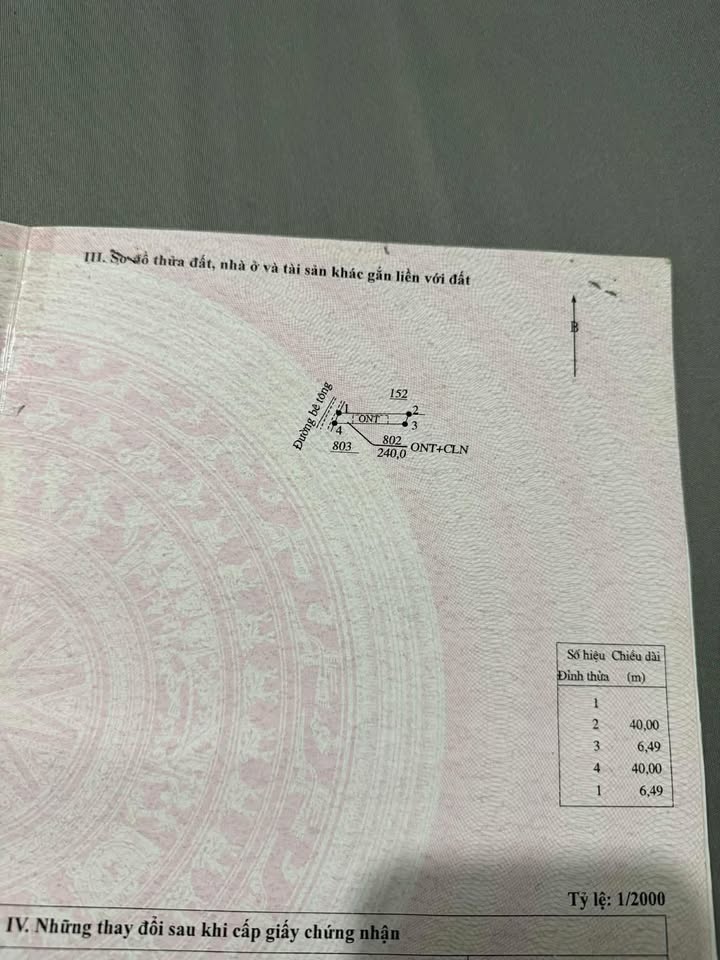 III. Sơ đồ thửa đất, nhà ở và tài sản khác gắn liền với đất
B
Đường bê tông
152
1
2
ONT
4
3
803
802
240,0
ONT+CLN
Số hiệu Chiều dài
Đỉnh thửa (m)
1
2 40,00
3 6,49
4 40,00
1 6,49
Tỷ lệ: 1/2000
IV. Những thay đổi sau khi cấp giấy chứng nhận